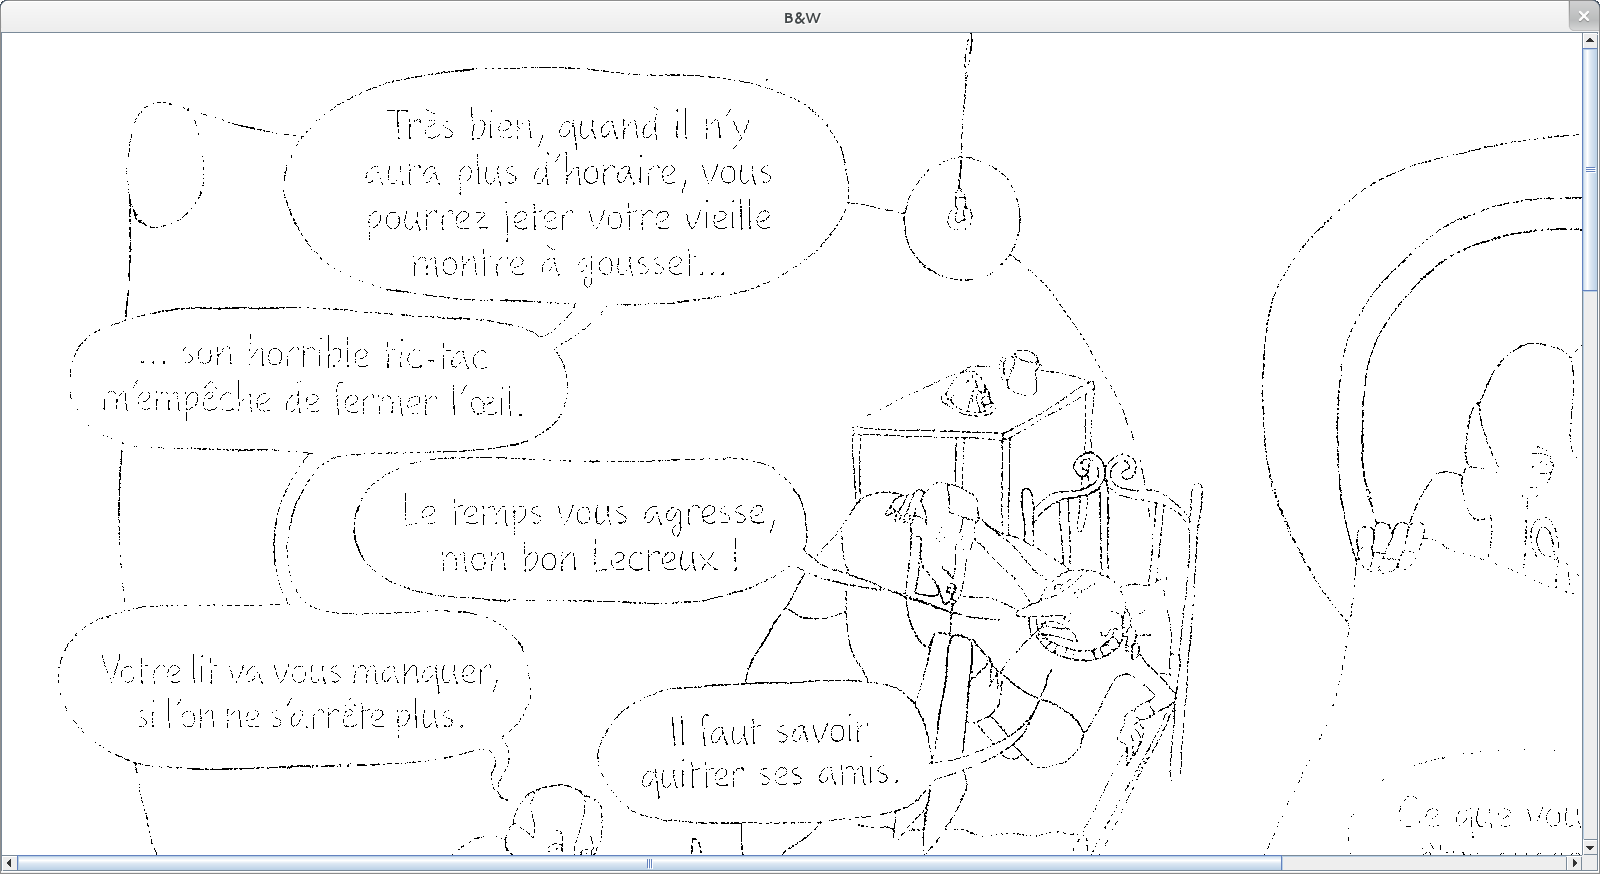 B&W
Très bien, quand il n'y
aura plus d'horaire, vous
pourrez jeter votre vieille
montre à gousset...
... son horrible tic-tac
m'empêche de fermer l'œil.
Le temps vous agresse,
mon bon Lecreux !
Votre lit va vous manquer,
si l'on ne s'arrête plus.
Il faut savoir
quitter ses amis.
Ce que vou